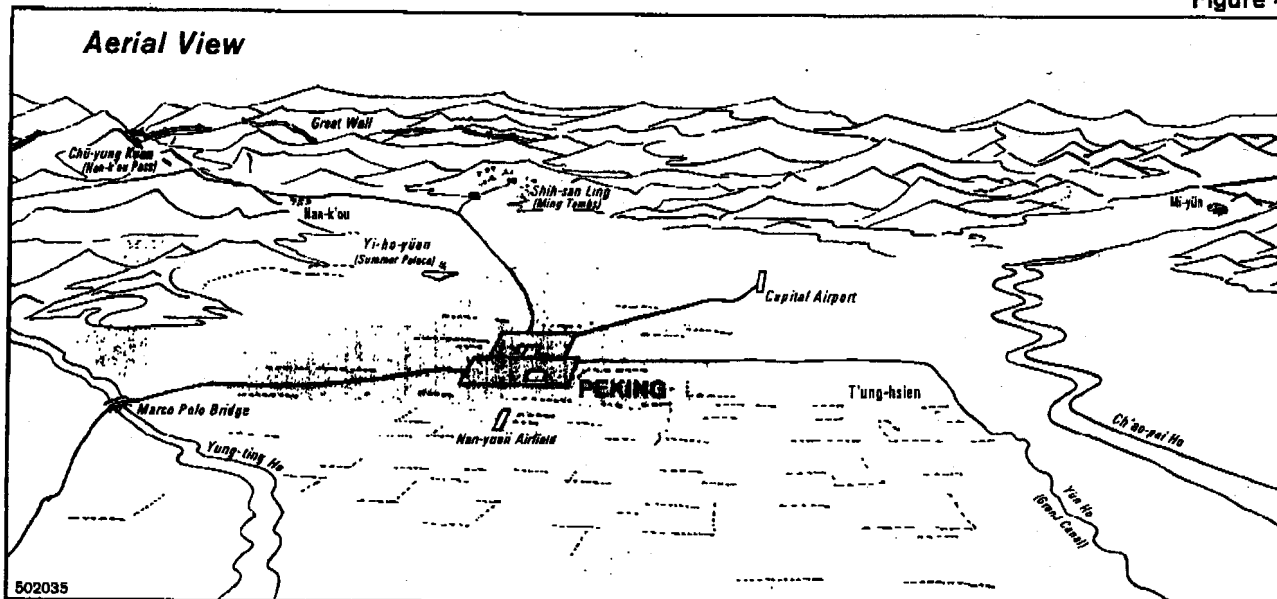 Figure
Aerial View
Great Wall
Chü-yung Kuan
(Nan-k'ou Pass)
Shih-san Ling
(Ming Tombs)
Mi-yün
Nan-k'ou
Yi-ho-yüan
(Summer Palace)
Capital Airport
PEKING
T'ung-hsien
Marco Polo Bridge
Nan-yuan Airfield
Ch'ao-pai Ho
Yung-ting Ho
Yün Ho
(Grand Canal)
502035